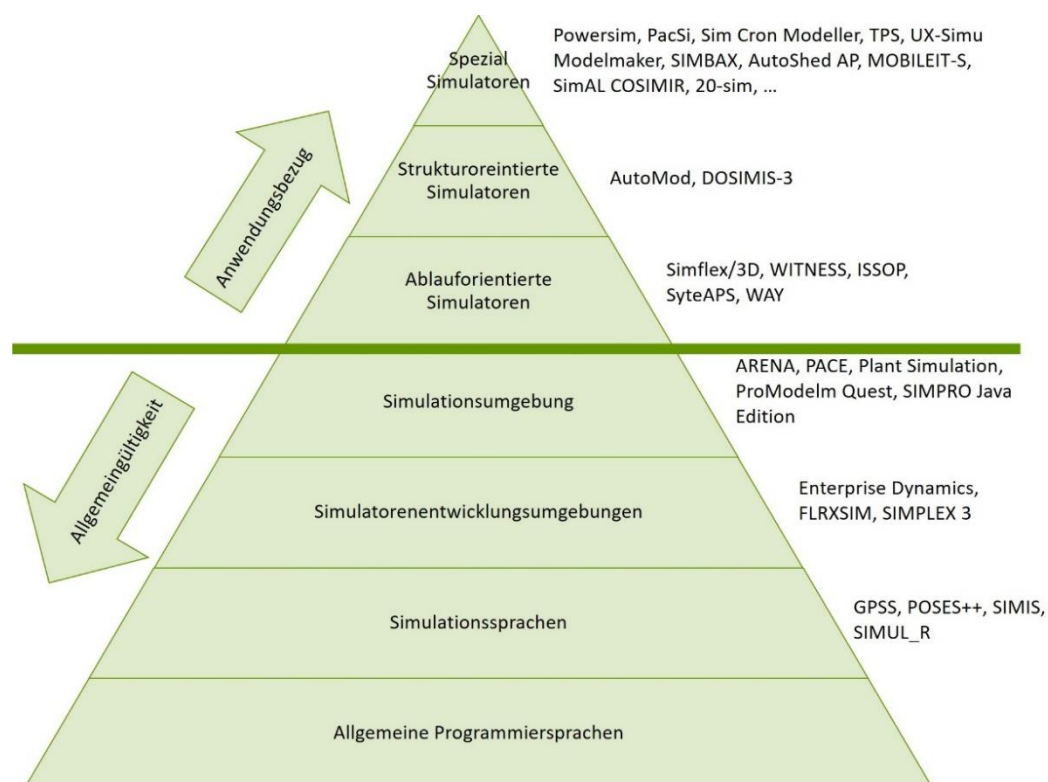 Powersim, PacSi, Sim Cron Modeller, TPS, UX-Simu
Modelmaker, SIMBAX, AutoShed AP, MOBILEIT-S,
SimAL COSIMIR, 20-sim, ...
Spezial
Simulatoren
Strukturoreintierte
Simulatoren
AutoMod, DOSIMIS-3
Anwendungsbezug
Ablauforientierte
Simulatoren
Simflex/3D, WITNESS, ISSOP,
SyteAPS, WAY
Simulationsumgebung
ARENA, PACE, Plant Simulation,
ProModelm Quest, SIMPRO Java
Edition
Allgemeingültigkeit
Simulatorenentwicklungsumgebungen
Enterprise Dynamics,
FLRXSIM, SIMPLEX 3
Simulationssprachen
GPSS, POSES++, SIMIS,
SIMUL_R
Allgemeine Programmiersprachen